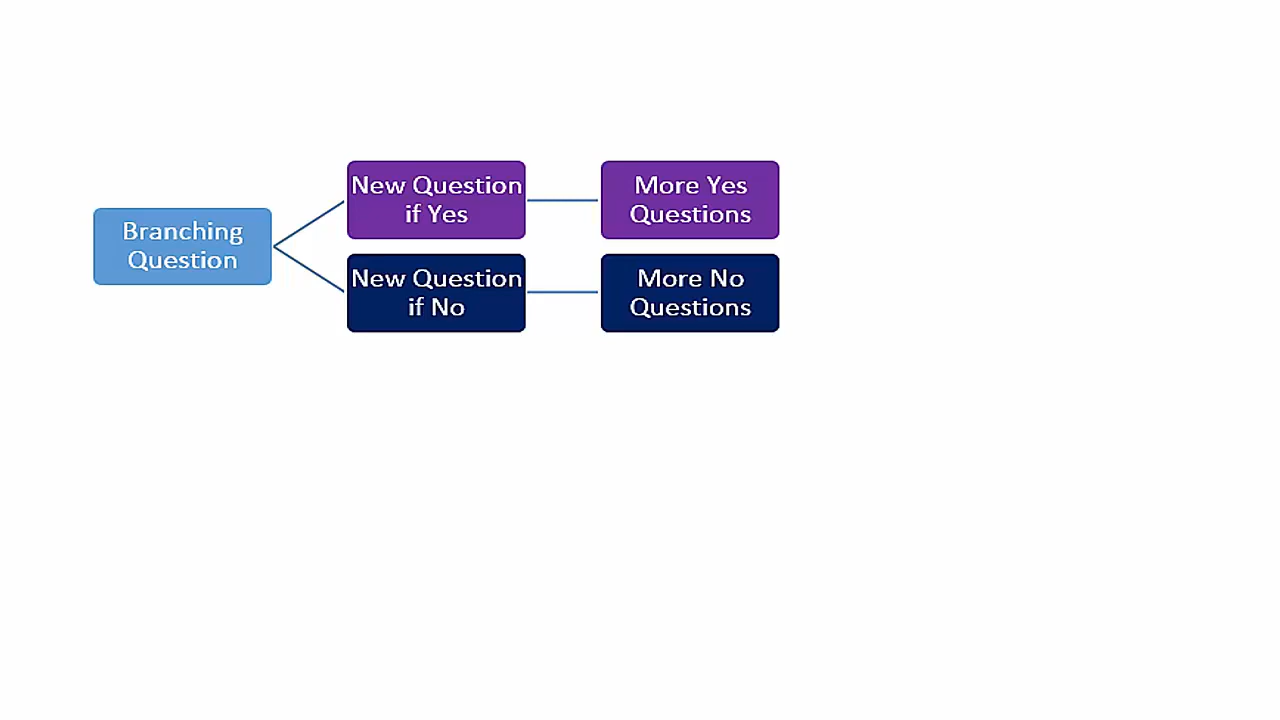 Branching
Question
New Question
if Yes
More Yes
Questions
New Question
if No
More No
Questions